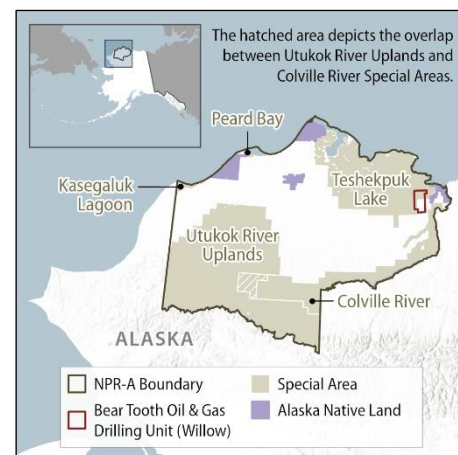 The hatched area depicts the overlap
between Utukok River Uplands and
Colville River Special Areas.
Peard Bay
Kasegaluk
Lagoon
Teshekpuk
Lake
Utukok River
Uplands
Colville River
ALASKA
NPR-A Boundary
Special Area
Bear Tooth Oil & Gas
Drilling Unit (Willow)
Alaska Native Land